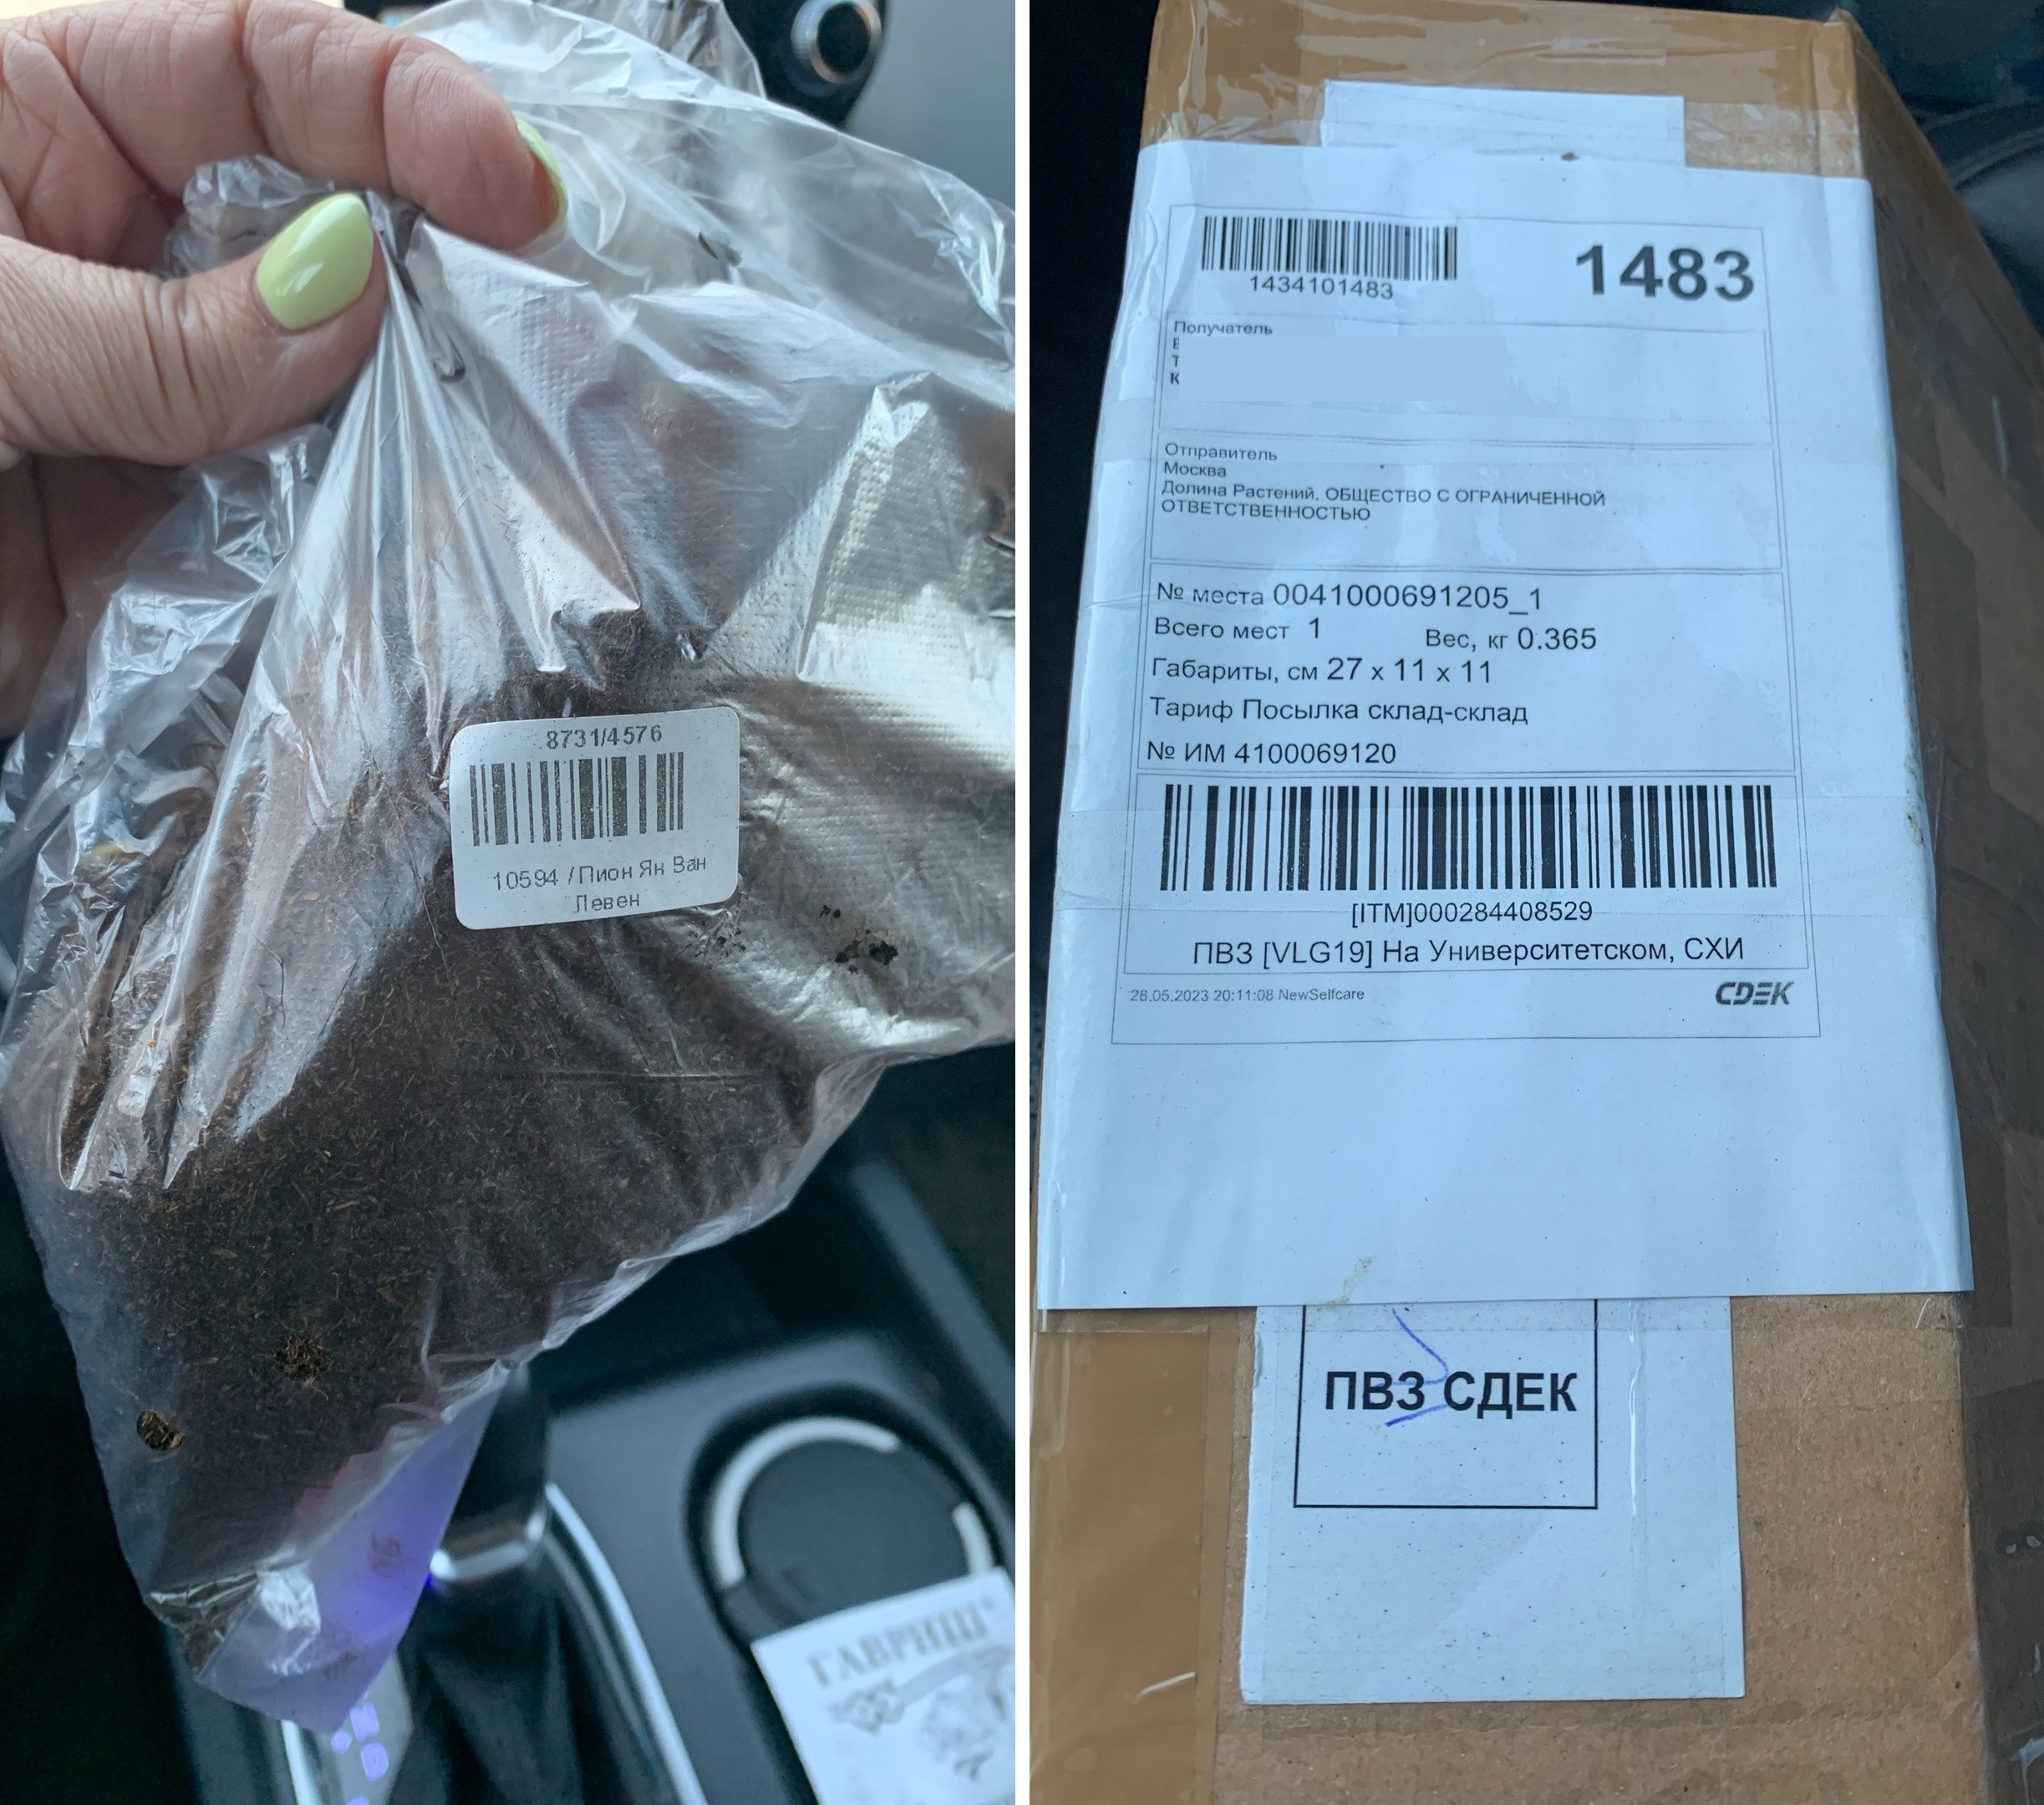 8731/4576
10594 / Пион Ян Ван
Левен
ГАВРИШ®
1434101483
1483
Получатель
Отправитель
Москва
Долина Растений. ОБЩЕСТВО С ОГРАНИЧЕННОЙ
ОТВЕТСТВЕННОСТЬЮ
№ места 0041000691205_1
Всего мест 1 Вес, кг 0.365
Габариты, см 27 x 11 x 11
Тариф Посылка склад-склад
№ ИМ 4100069120
[ITM]000284408529
ПВЗ [VLG19] На Университетском, СХИ
28.05.2023 20:11:08 NewSelfcare
CDEK
ПВЗ СДЕК